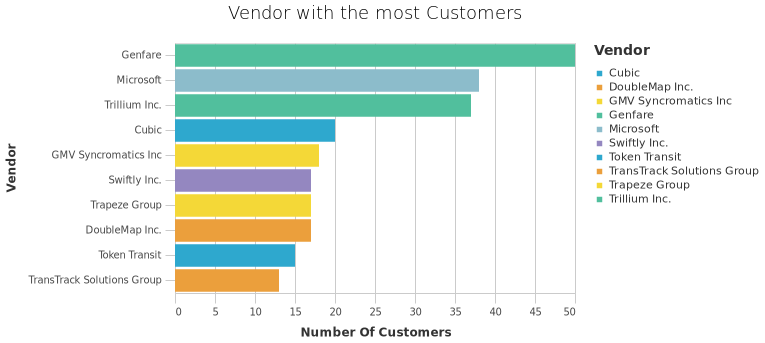 Vendor with the most Customers
Vendor
Genfare
Microsoft
Trillium Inc.
Cubic
GMV Syncromatics Inc
Swiftly Inc.
Trapeze Group
DoubleMap Inc.
Token Transit
TransTrack Solutions Group
0 5 10 15 20 25 30 35 40 45 50
Number Of Customers
Vendor
Cubic
DoubleMap Inc.
GMV Syncromatics Inc
Genfare
Microsoft
Swiftly Inc.
Token Transit
TransTrack Solutions Group
Trapeze Group
Trillium Inc.